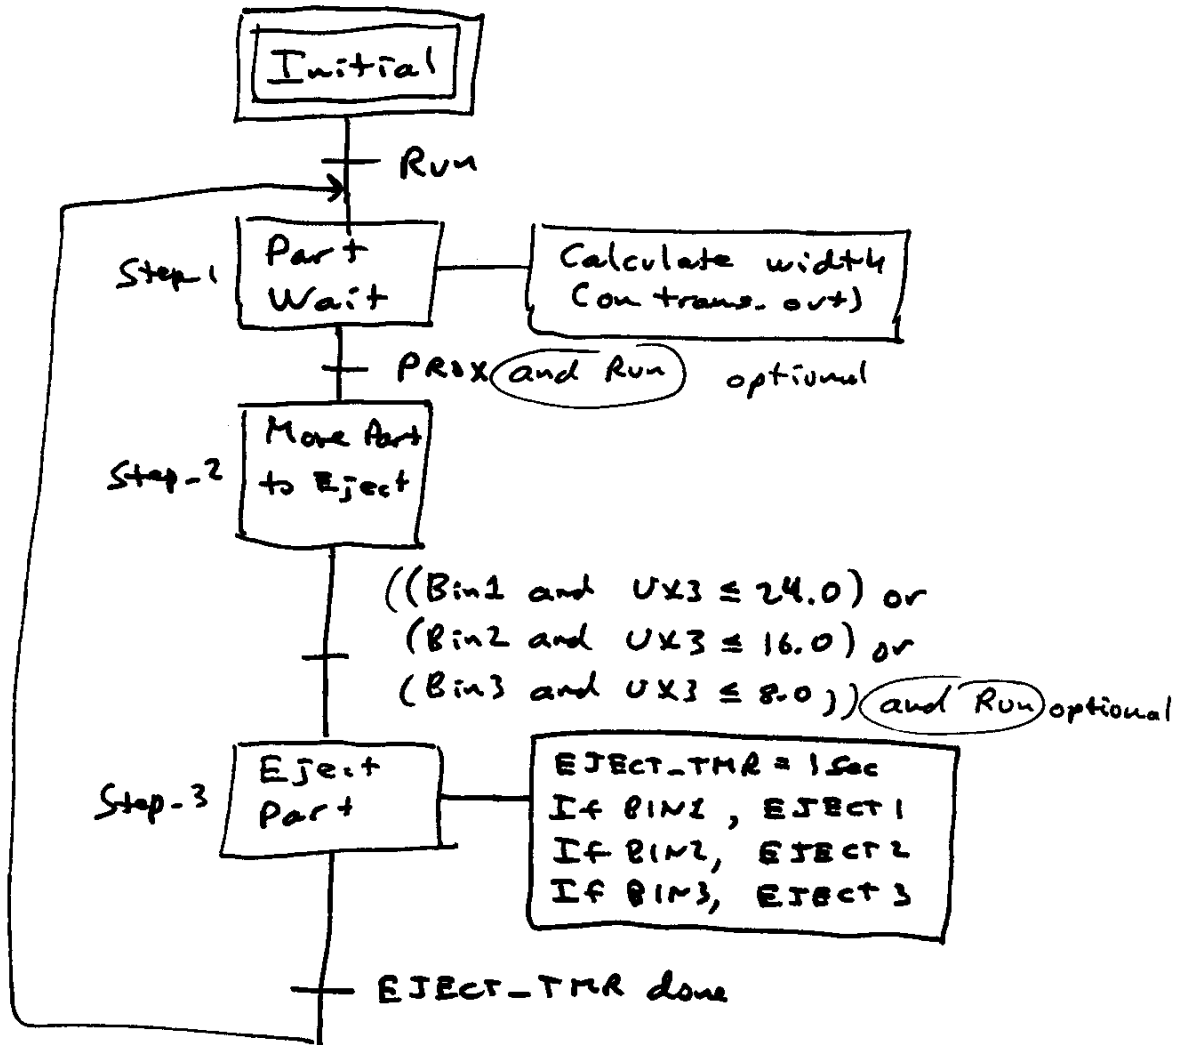 Initial
Run
Step_1
Part
Wait
Calculate width
(on trans. out)
PROX and Run optional
Step_2
Move Part
to Eject
((Bin1 and UX3 ≤ 24.0) or
(Bin2 and UX3 ≤ 16.0) or
(Bin3 and UX3 ≤ 8.0)) and Run optional
Step_3
Eject
Part
EJECT_TMR = 1 sec
If BIN1, EJECT1
If BIN2, EJECT2
If BIN3, EJECT3
EJECT_TMR done